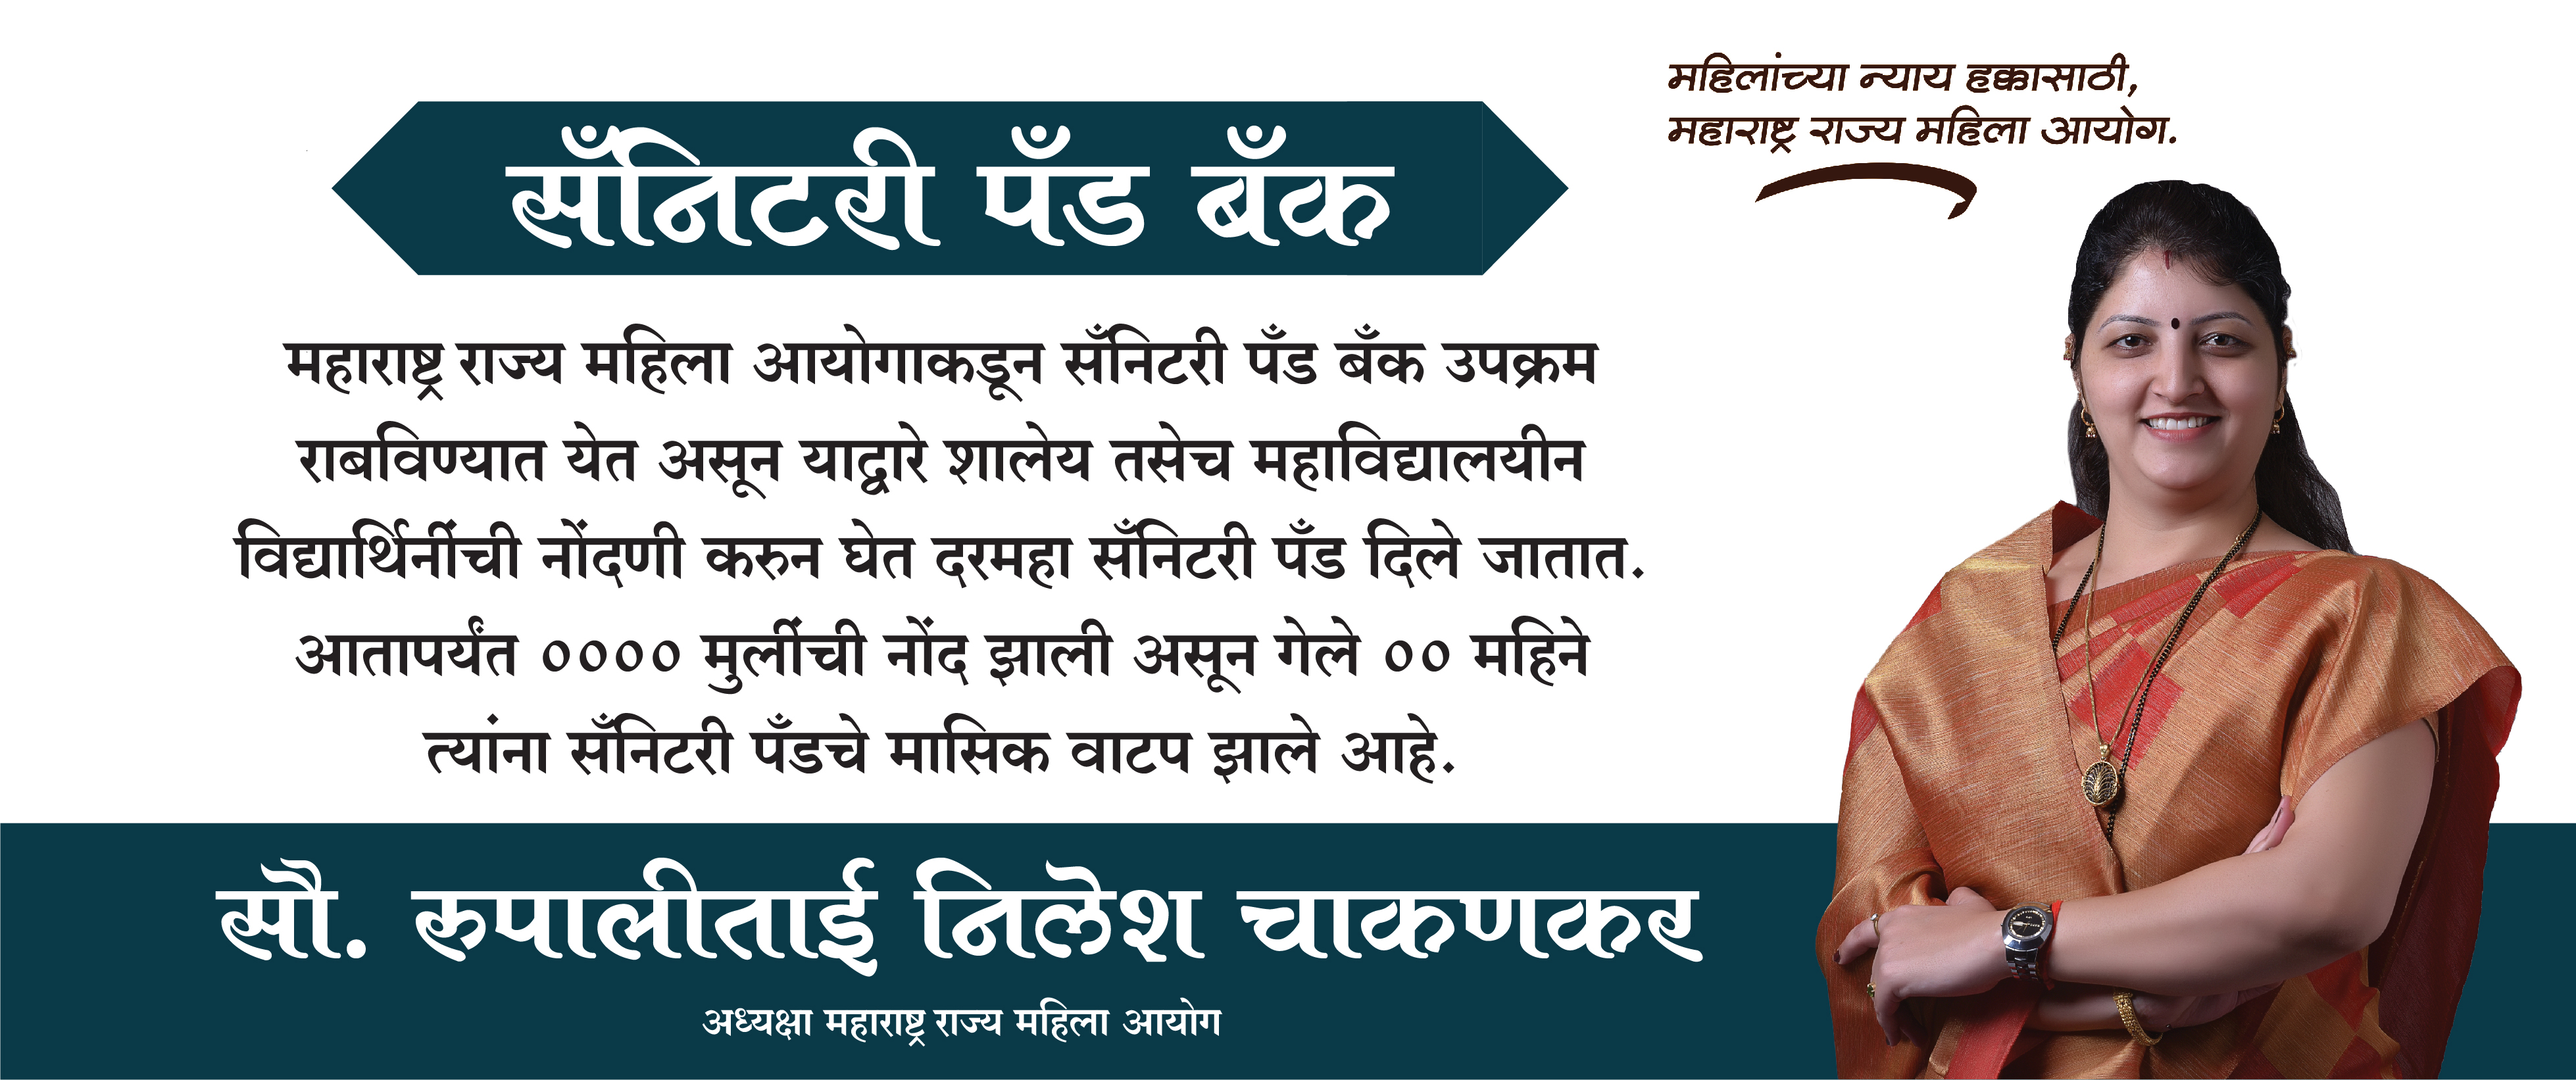 महिलांच्या न्याय हक्कासाठी,
महाराष्ट्र राज्य महिला आयोग.
सॅंनिटरी पॅंड बॅंक
महाराष्ट्र राज्य महिला आयोगाकडून सॅंनिटरी पॅंड बॅंक उपक्रम
राबविण्यात येत असून याद्वारे शालेय तसेच महाविद्यालयीन
विद्यार्थिनींची नोंदणी करुन घेत दरमहा सॅंनिटरी पॅंड दिले जातात.
आतापर्यंत ०००० मुलींची नोंद झाली असून गेले ०० महिने
त्यांना सॅंनिटरी पॅंडचे मासिक वाटप झाले आहे.
सौ. रुपालीताई निलेश चाकणकर
अध्यक्षा महाराष्ट्र राज्य महिला आयोग